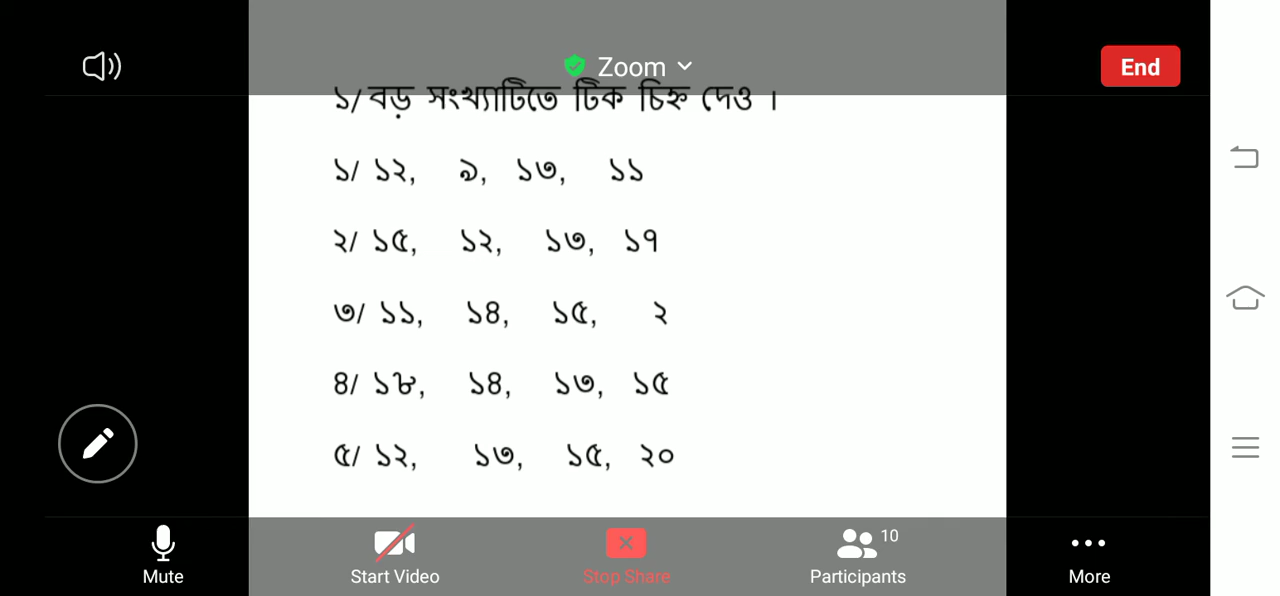 Zoom
End
১/ বড় সংখ্যাটিতে টিক চিহ্ন দেও ।
১/ ১২, ৯, ১৩, ১১
২/ ১৫, ১২, ১৩, ১৭
৩/ ১১, ১৪, ১৫, ২
৪/ ১৮, ১৪, ১৩, ১৫
৫/ ১২, ১৩, ১৫, ২০
10
Mute Start Video Stop Share Participants More